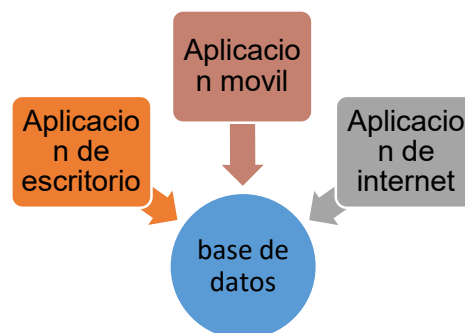 Aplicacio
n movil
Aplicacio
n de
escritorio
Aplicacio
n de
internet
base de
datos